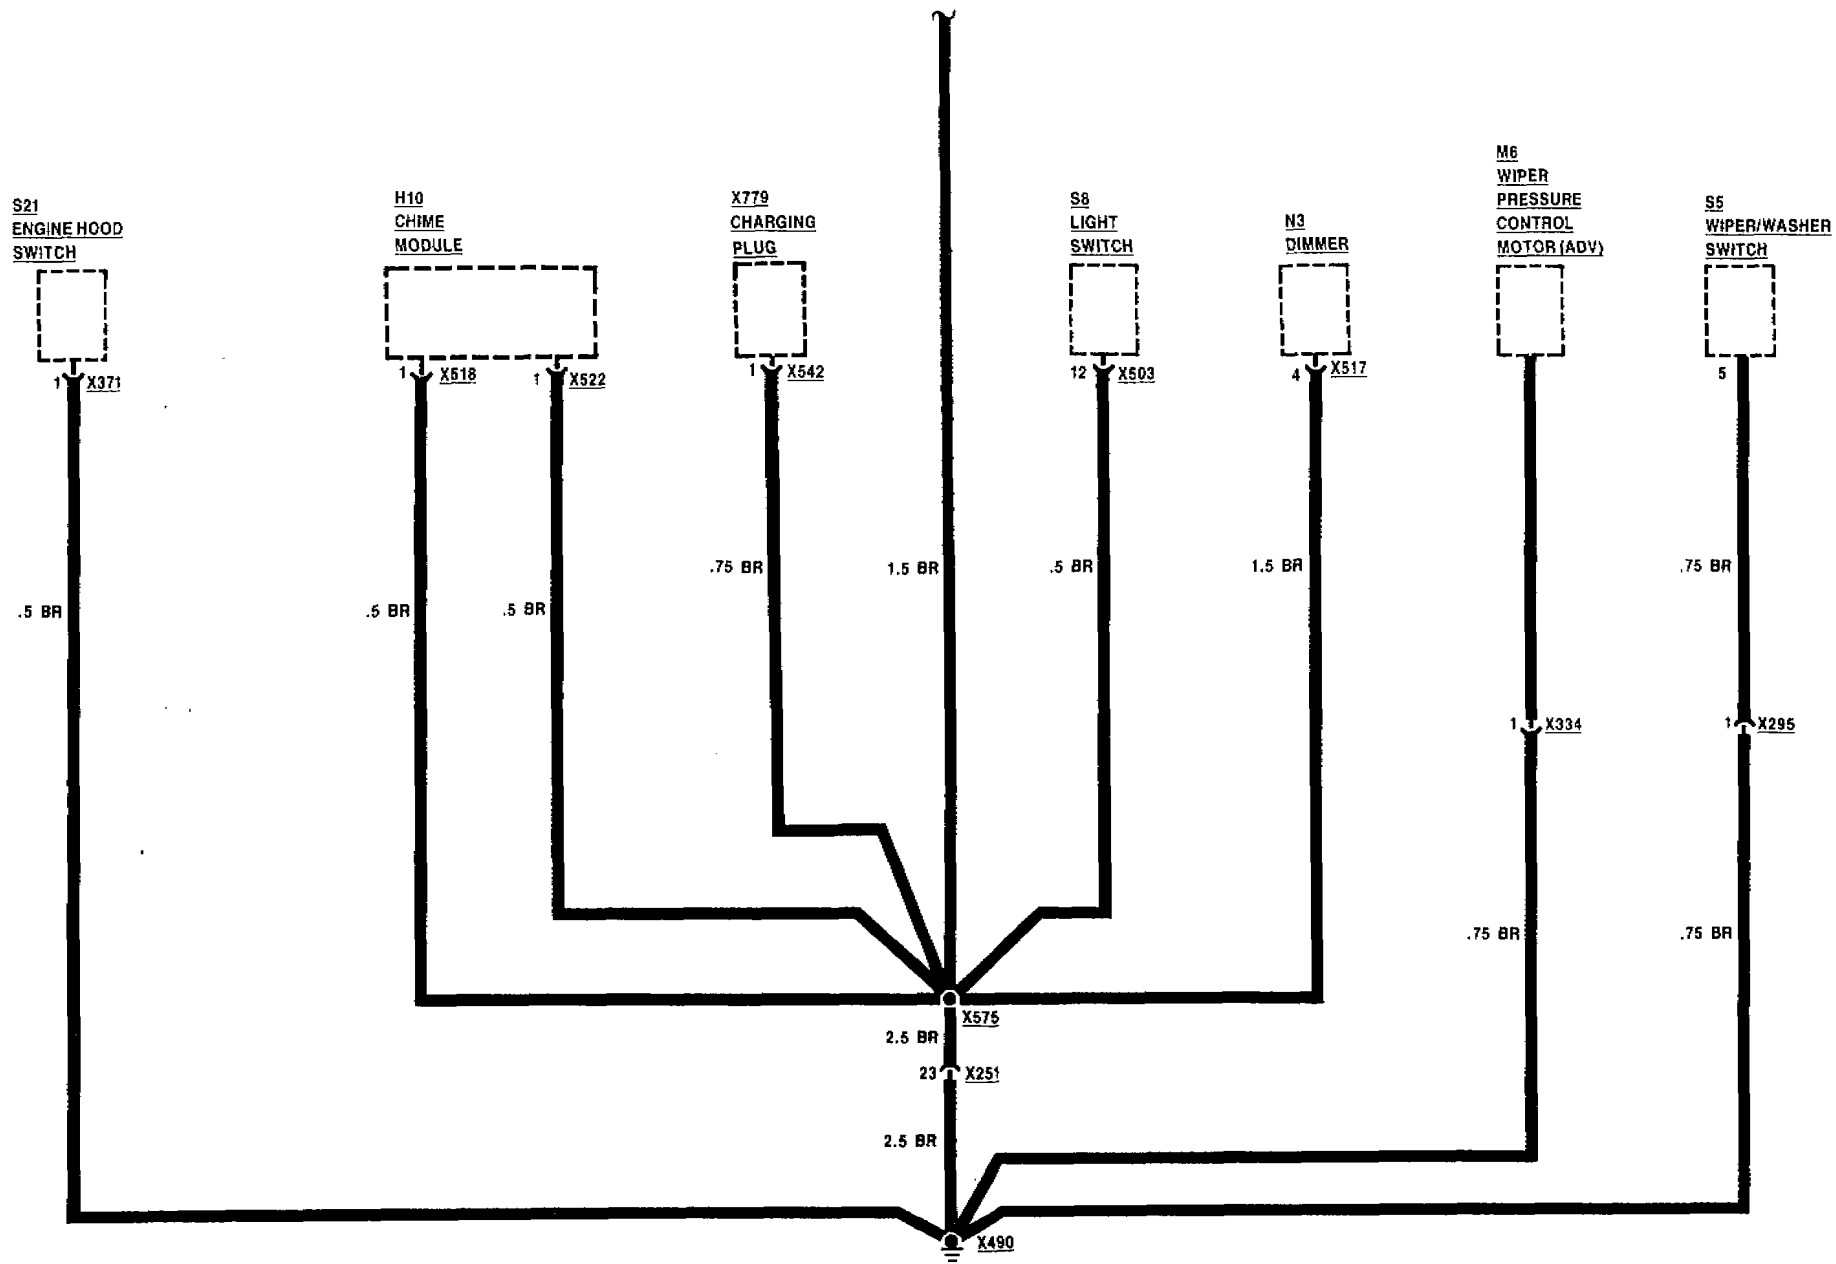 M6
WIPER
PRESSURE
CONTROL
MOTOR (ADV)
S21
ENGINE HOOD
SWITCH
H10
CHIME
MODULE
X779
CHARGING
PLUG
S8
LIGHT
SWITCH
N3
DIMMER
S5
WIPER/WASHER
SWITCH
1 X371
1 X518
1 X522
1 X542
12 X503
4 X517
5
.5 BR
.5 BR
.5 BR
.75 BR
1.5 BR
.5 BR
1.5 BR
.75 BR
1 X334
1 X295
.75 BR
.75 BR
X575
2.5 BR
23 X251
2.5 BR
X490